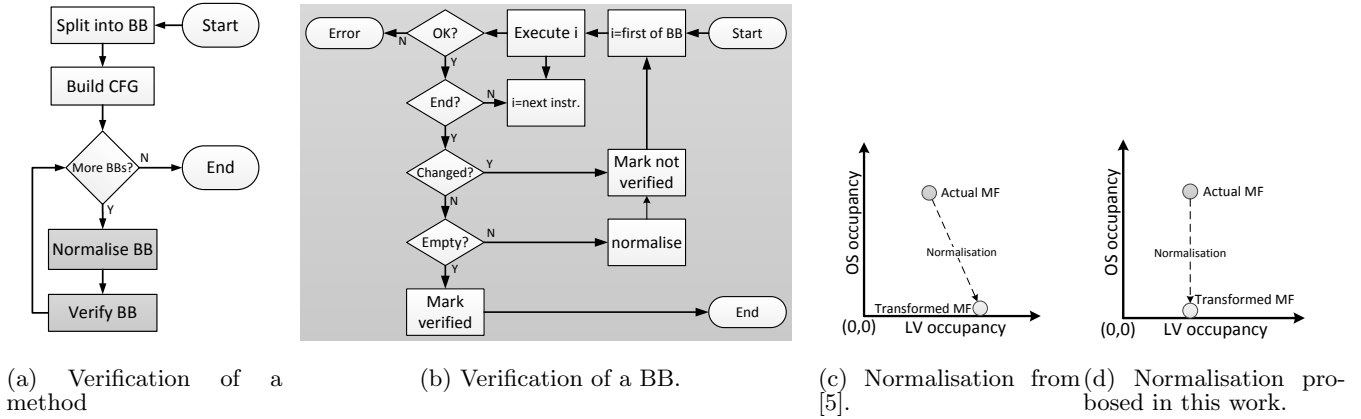 Split into BB
Start
Build CFG
More BBs?
N
End
Y
Normalise BB
Verify BB
(a) Verification of a
method
Error
N
OK?
Execute i
i=first of BB
Start
Y
End?
N
i=next instr.
Y
Changed?
Y
Mark not
verified
N
Empty?
N
normalise
Y
Mark
verified
End
(b) Verification of a BB.
OS occupancy
Actual MF
Normalisation
Transformed MF
(0,0)
LV occupancy
(c) Normalisation from
[5].
OS occupancy
Actual MF
Normalisation
Transformed MF
(0,0)
LV occupancy
(d) Normalisation pro-
bosed in this work.